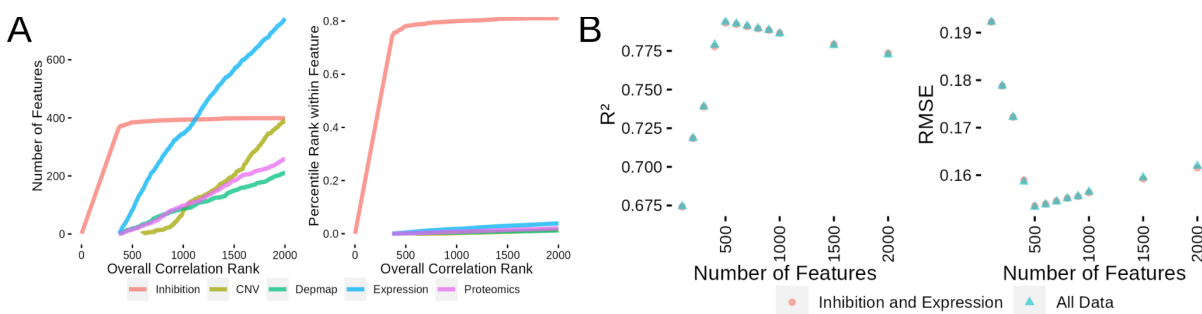 A
Number of Features
600
400
200
0
0 500 1000 1500 2000
Overall Correlation Rank
Percentile Rank within Feature
0.8
0.6
0.4
0.2
0.0
0 500 1000 1500 2000
Overall Correlation Rank
Inhibition CNV Depmap Expression Proteomics
B
R²
0.775
0.750
0.725
0.700
0.675
500 1000 1500 2000
Number of Features
RMSE
0.19
0.18
0.17
0.16
500 1000 1500 2000
Number of Features
Inhibition and Expression All Data